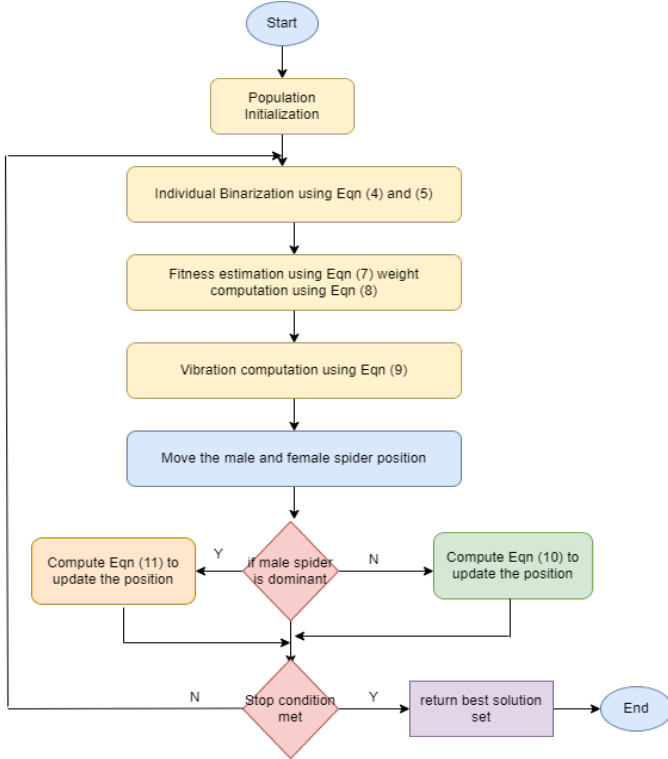 Start
Population
Initialization
Individual Binarization using Eqn (4) and (5)
Fitness estimation using Eqn (7) weight
computation using Eqn (8)
Vibration computation using Eqn (9)
Move the male and female spider position
Compute Eqn (11) to
update the position
Y
if male spider
is dominant
N
Compute Eqn (10) to
update the position
N
Stop condition
met
Y
return best solution
set
End